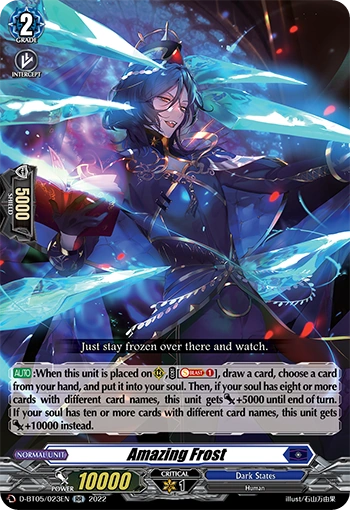 2
GRADE
INTERCEPT
5000
SHIELD
Just stay frozen over there and watch.
AUTO:When this unit is placed on R [COST][SOUL BLAST 1], draw a card, choose a card
from your hand, and put it into your soul. Then, if your soul has eight or more
cards with different card names, this unit gets +5000 until end of turn.
If your soul has ten or more cards with different card names, this unit gets
+10000 instead.
NORMAL UNIT
Amazing Frost
POWER 10000
CRITICAL
1
Dark States
Human
D-BT05/023EN RR 2022
illust/石山万由果